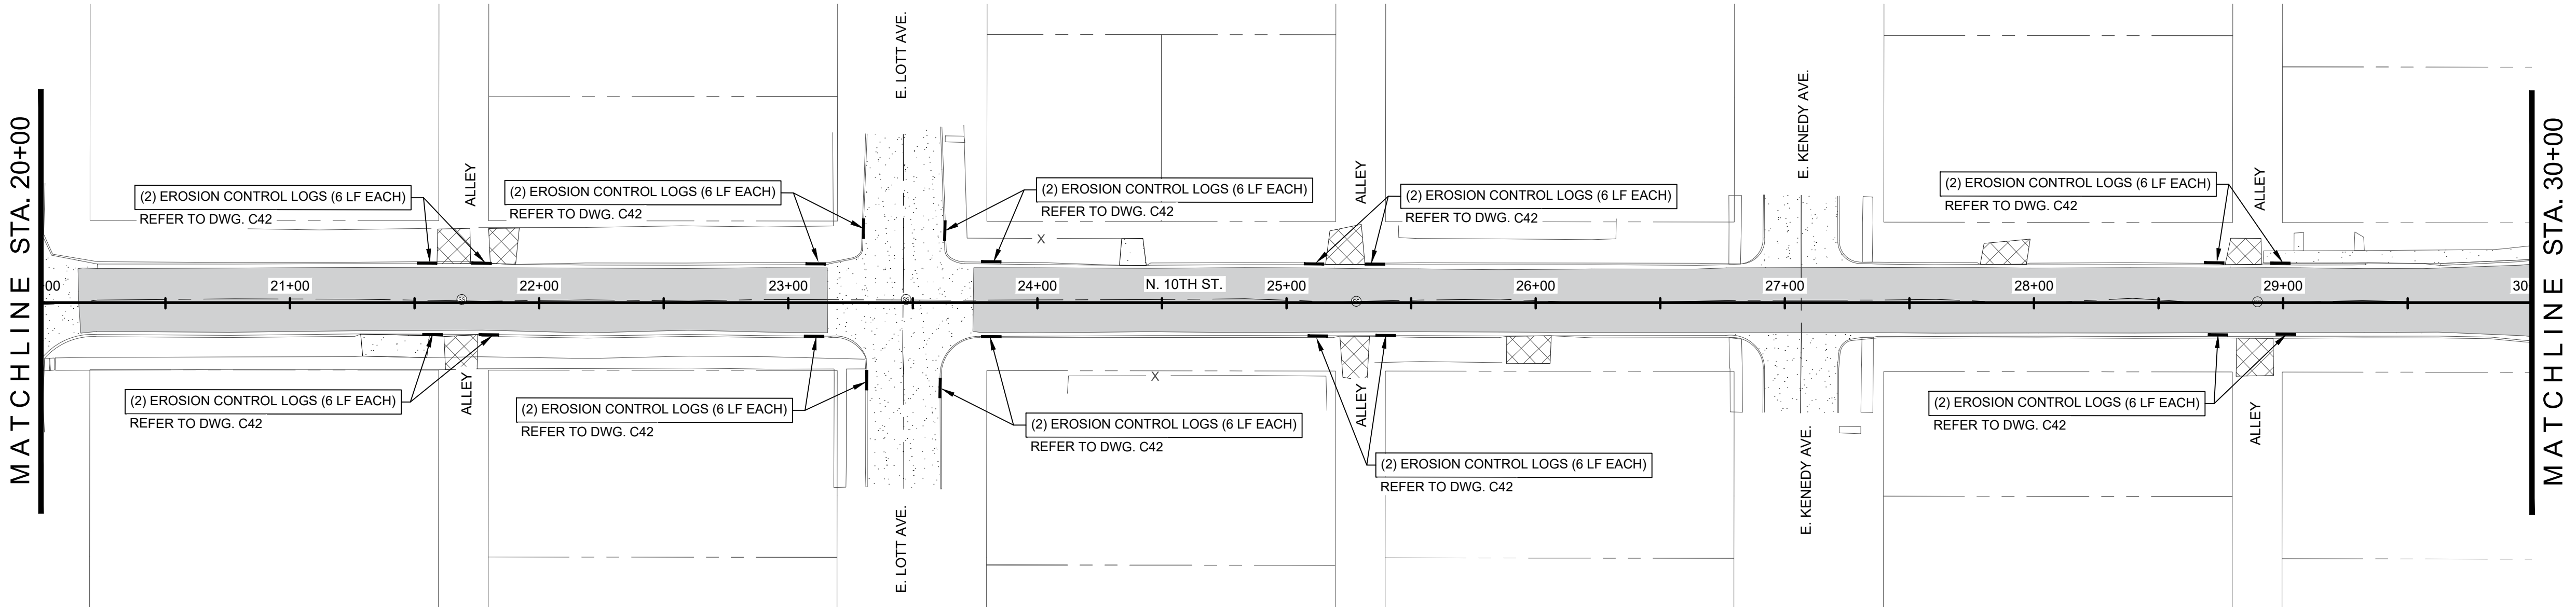 MATCHLINE STA. 20+00
E. LOTT AVE.
E. KENEDY AVE.
MATCHLINE STA. 30+00
ALLEY
(2) EROSION CONTROL LOGS (6 LF EACH)
REFER TO DWG. C42
(2) EROSION CONTROL LOGS (6 LF EACH)
REFER TO DWG. C42
(2) EROSION CONTROL LOGS (6 LF EACH)
REFER TO DWG. C42
ALLEY
(2) EROSION CONTROL LOGS (6 LF EACH)
REFER TO DWG. C42
(2) EROSION CONTROL LOGS (6 LF EACH)
REFER TO DWG. C42
ALLEY
X
00
21+00
22+00
23+00
24+00
N. 10TH ST.
25+00
26+00
27+00
28+00
29+00
30
SS
SS
SS
SS
X
(2) EROSION CONTROL LOGS (6 LF EACH)
REFER TO DWG. C42
ALLEY
(2) EROSION CONTROL LOGS (6 LF EACH)
REFER TO DWG. C42
(2) EROSION CONTROL LOGS (6 LF EACH)
REFER TO DWG. C42
ALLEY
(2) EROSION CONTROL LOGS (6 LF EACH)
REFER TO DWG. C42
(2) EROSION CONTROL LOGS (6 LF EACH)
REFER TO DWG. C42
ALLEY
E. LOTT AVE.
E. KENEDY AVE.